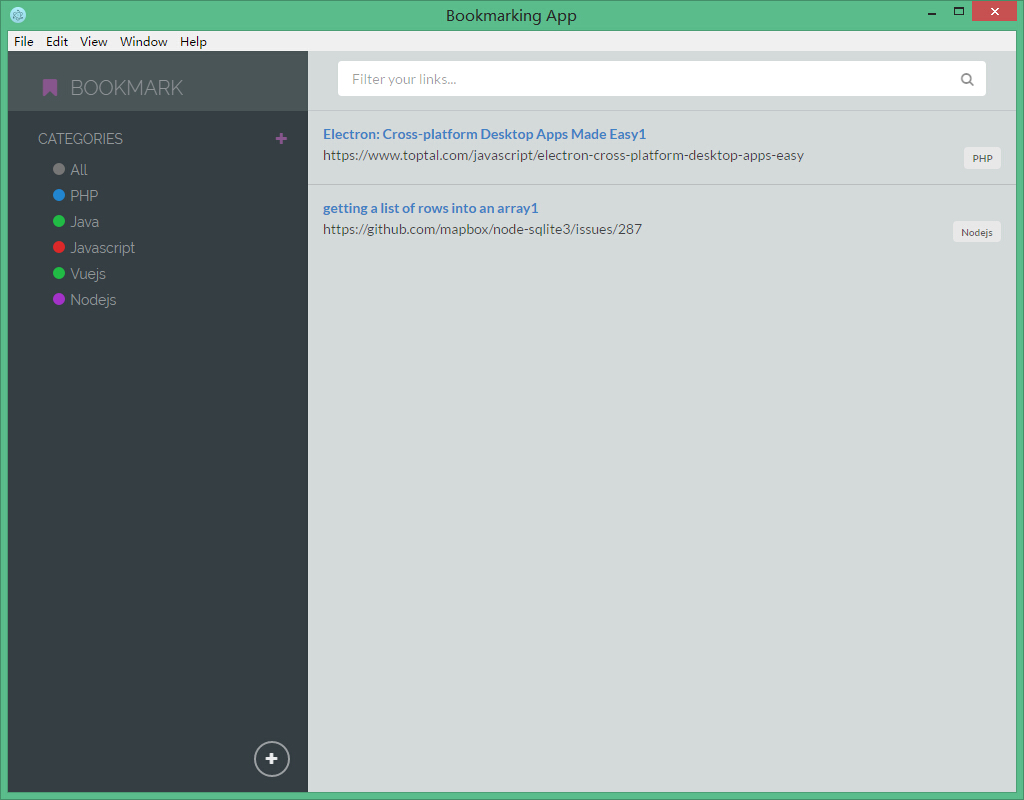 Bookmarking App
File Edit View Window Help
BOOKMARK
CATEGORIES
All
PHP
Java
Javascript
Vuejs
Nodejs
Filter your links...
Electron: Cross-platform Desktop Apps Made Easy1
https://www.toptal.com/javascript/electron-cross-platform-desktop-apps-easy
PHP
getting a list of rows into an array1
https://github.com/mapbox/node-sqlite3/issues/287
Nodejs